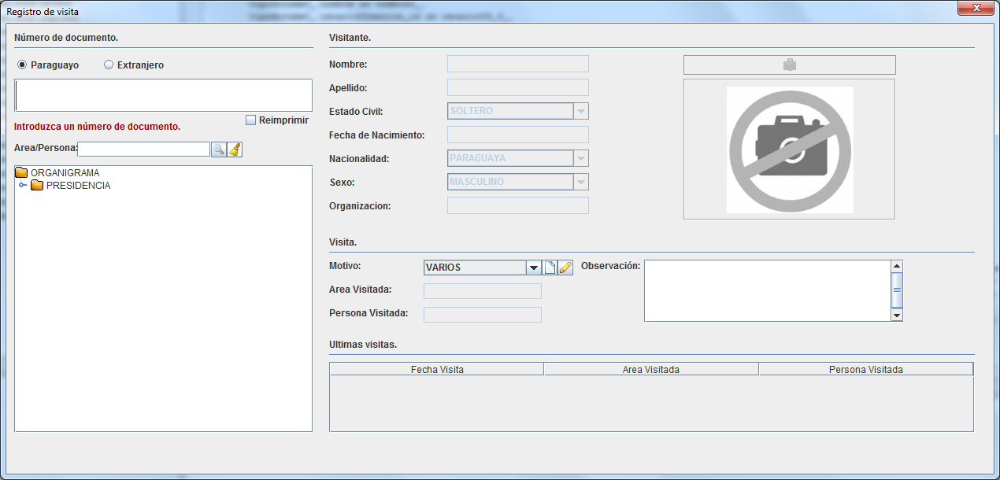 Registro de visita
Número de documento.
Paraguayo Extranjero
Reimprimir
Introduzca un número de documento.
Area/Persona:
ORGANIGRAMA
PRESIDENCIA
Visitante.
Nombre:
Apellido:
Estado Civil: SOLTERO
Fecha de Nacimiento:
Nacionalidad: PARAGUAYA
Sexo: MASCULINO
Organizacion:
Visita.
Motivo: VARIOS Observación:
Area Visitada:
Persona Visitada:
Ultimas visitas.
Fecha Visita Area Visitada Persona Visitada